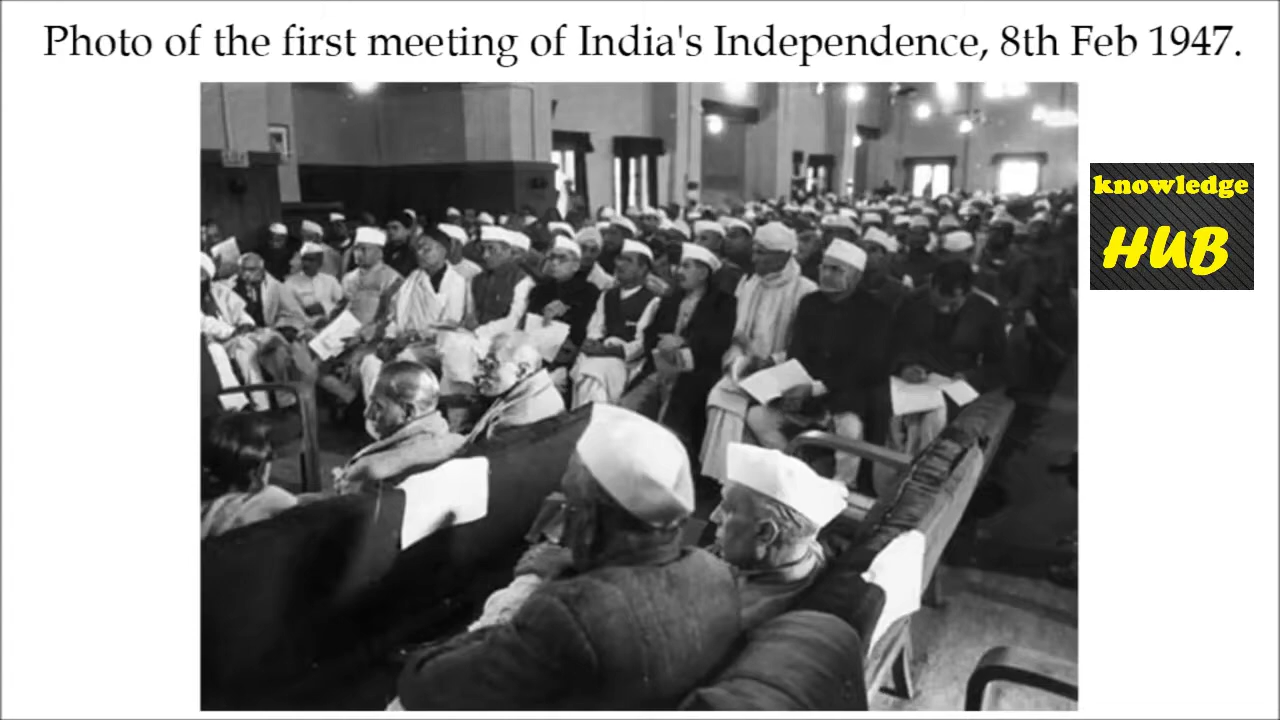 Photo of the first meeting of India's Independence, 8th Feb 1947.
knowledge
HUB